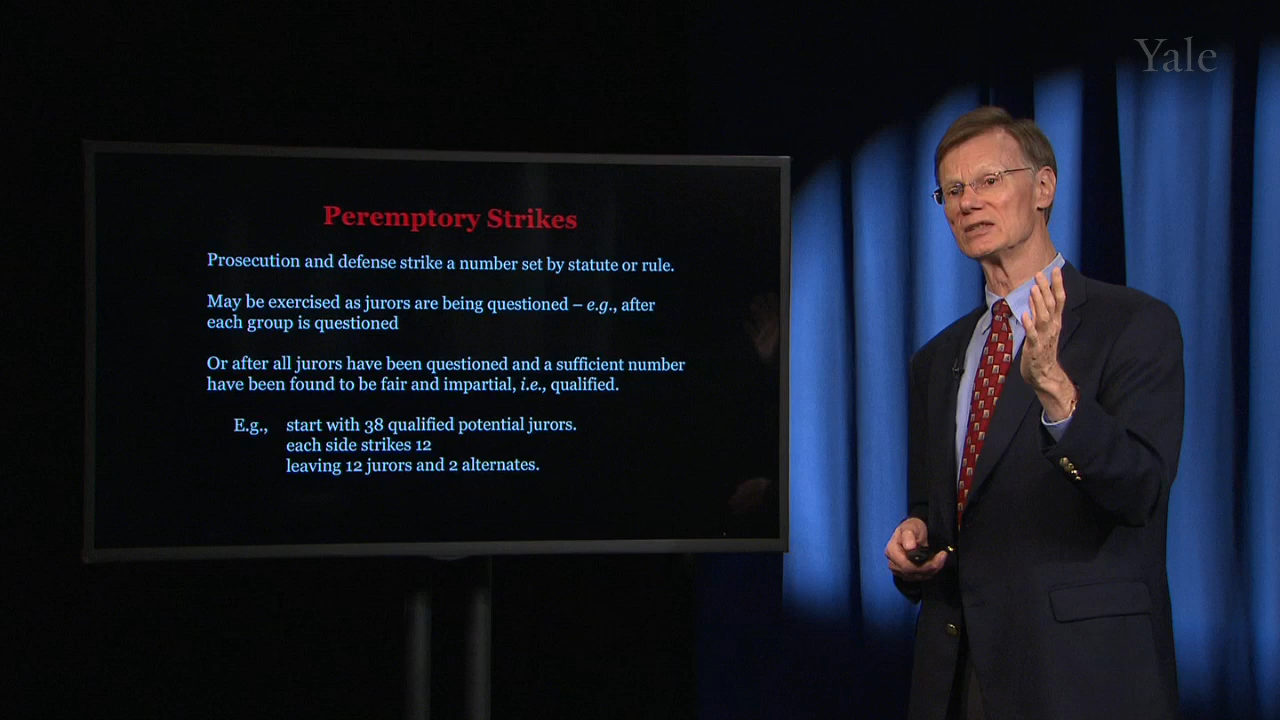 Yale
Peremptory Strikes
Prosecution and defense strike a number set by statute or rule.
May be exercised as jurors are being questioned – e.g., after
each group is questioned
Or after all jurors have been questioned and a sufficient number
have been found to be fair and impartial, i.e., qualified.
E.g., start with 38 qualified potential jurors.
each side strikes 12
leaving 12 jurors and 2 alternates.